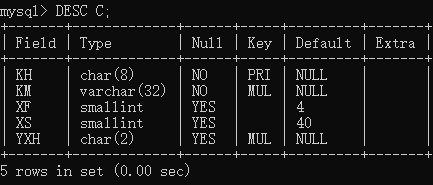 mysql> DESC C;
+-------+-------------+------+-----+---------+-------+
| Field | Type        | Null | Key | Default | Extra |
+-------+-------------+------+-----+---------+-------+
| KH    | char(8)     | NO   | PRI | NULL    |       |
| KM    | varchar(32) | NO   | MUL | NULL    |       |
| XF    | smallint    | YES  |     | 4       |       |
| XS    | smallint    | YES  |     | 40      |       |
| YXH   | char(2)     | YES  | MUL | NULL    |       |
+-------+-------------+------+-----+---------+-------+
5 rows in set (0.00 sec)